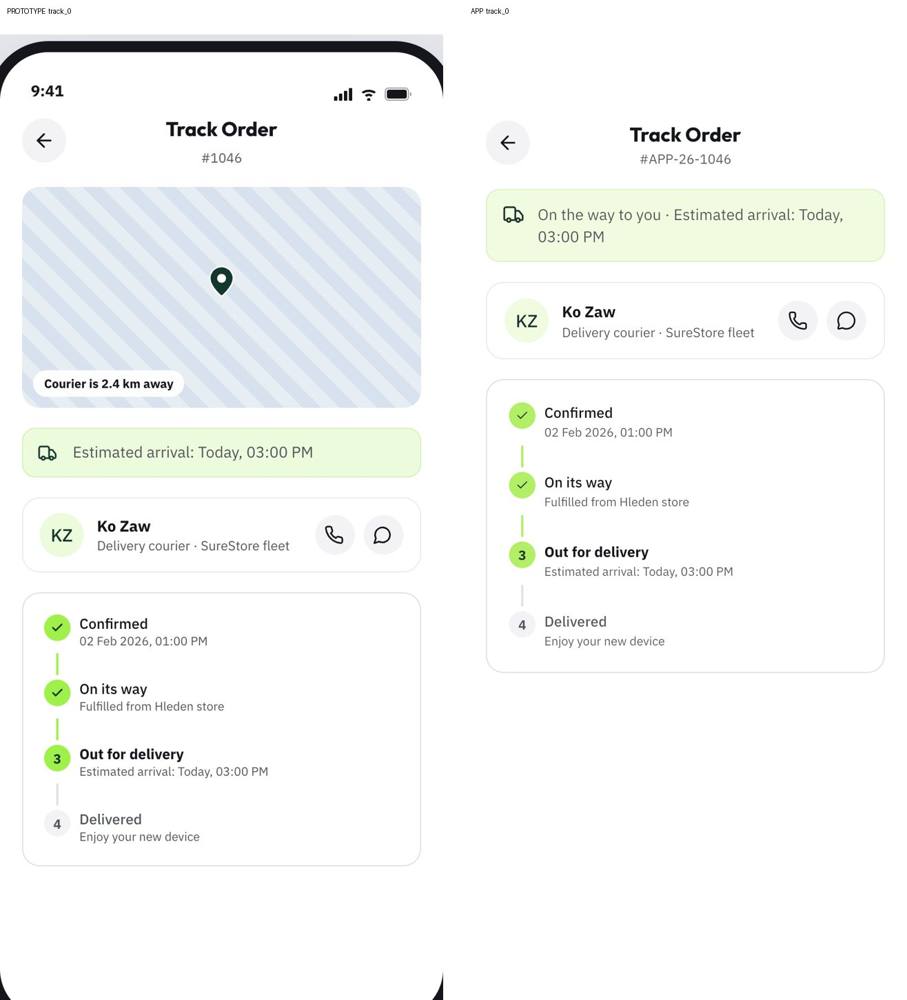 PROTOTYPE track_0
9:41
Track Order
#1046
Courier is 2.4 km away
Estimated arrival: Today, 03:00 PM
KZ
Ko Zaw
Delivery courier · SureStore fleet
Confirmed
02 Feb 2026, 01:00 PM
On its way
Fulfilled from Hleden store
3
Out for delivery
Estimated arrival: Today, 03:00 PM
4
Delivered
Enjoy your new device
APP track_0
Track Order
#APP-26-1046
On the way to you · Estimated arrival: Today,
03:00 PM
KZ
Ko Zaw
Delivery courier · SureStore fleet
Confirmed
02 Feb 2026, 01:00 PM
On its way
Fulfilled from Hleden store
3
Out for delivery
Estimated arrival: Today, 03:00 PM
4
Delivered
Enjoy your new device